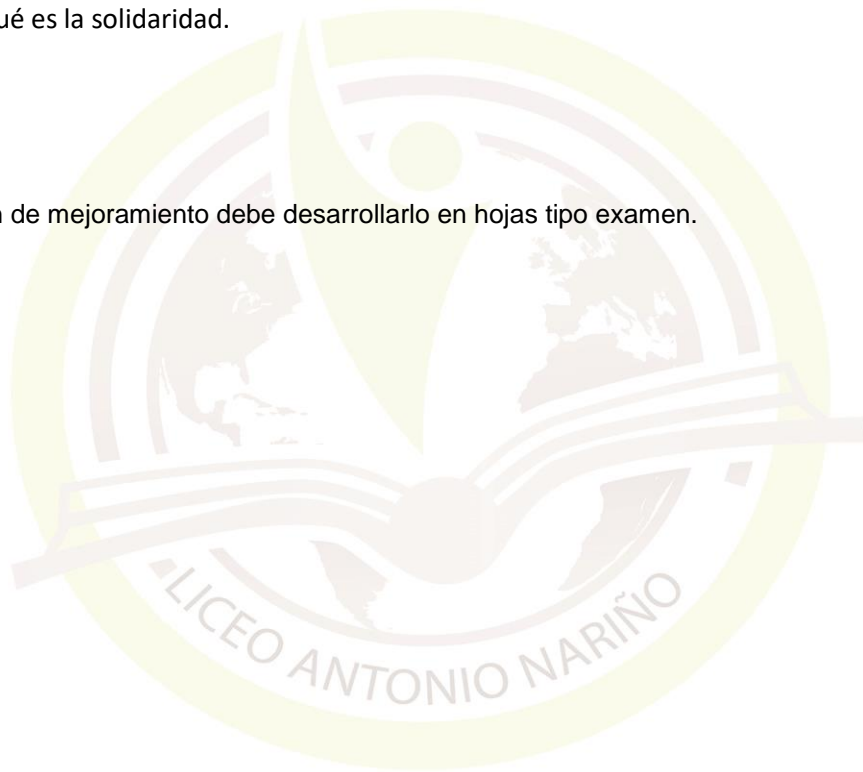 ué es la solidaridad.
n de mejoramiento debe desarrollarlo en hojas tipo examen.
LICEO ANTONIO NARIÑO